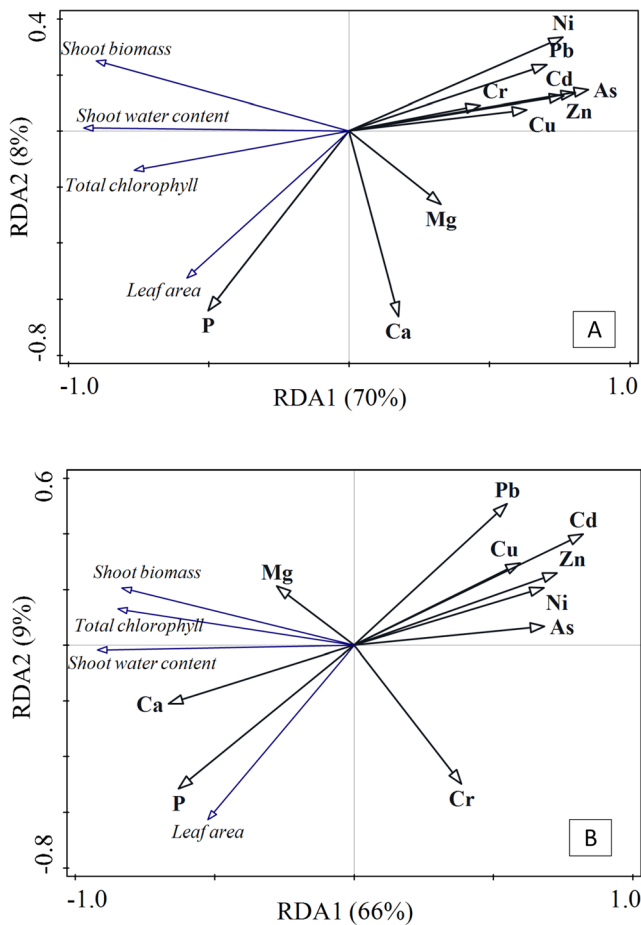 0.4
Ni
Shoot biomass
Pb
Cd
As
Cr
Shoot water content
Zn
Cu
RDA2 (8%)
Total chlorophyll
Mg
Leaf area
P
Ca
A
-0.8
-1.0
1.0
RDA1 (70%)
0.6
Pb
Cd
Cu
Zn
Shoot biomass
Mg
Ni
Total chlorophyll
As
RDA2 (9%)
Shoot water content
Ca
P
Cr
Leaf area
B
-0.8
-1.0
1.0
RDA1 (66%)